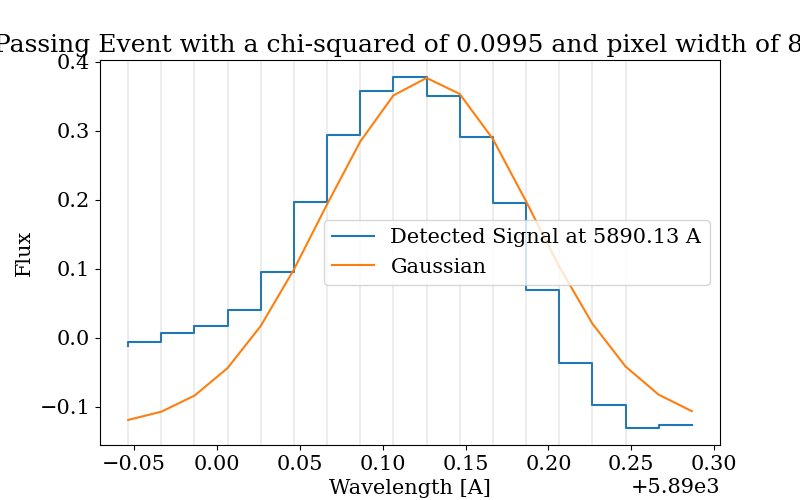 Passing Event with a chi-squared of 0.0995 and pixel width of 8
0.4
0.3
0.2
0.1
0.0
−0.1
Flux
Detected Signal at 5890.13 A
Gaussian
−0.05 0.00 0.05 0.10 0.15 0.20 0.25 0.30
Wavelength [A]
+5.89e3